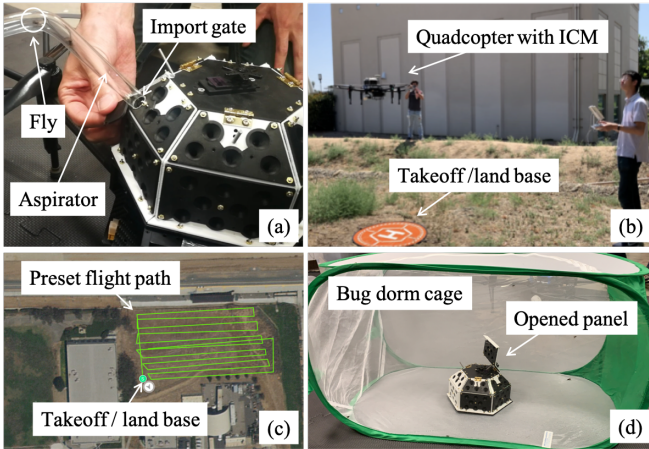 Import gate
Fly
Aspirator
(a)
Quadcopter with ICM
Takeoff /land base
H
(b)
Preset flight path
Takeoff / land base
(c)
Bug dorm cage
Opened panel
(d)